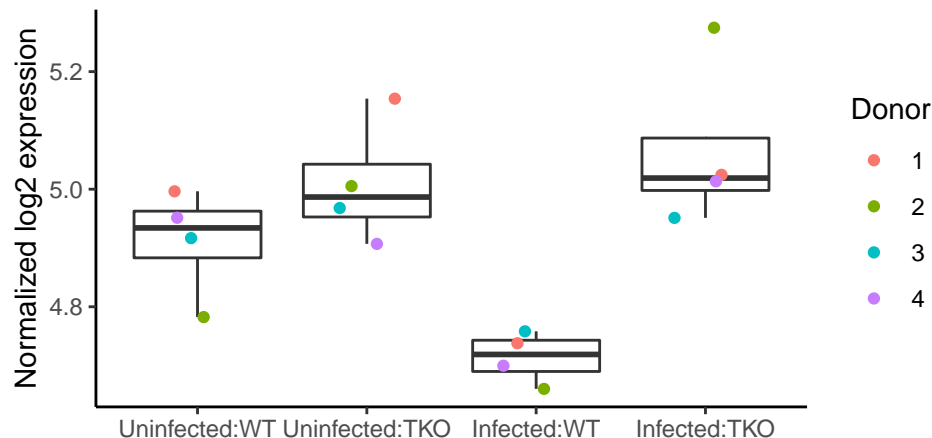 Normalized log2 expression
5.2
5.0
4.8
Uninfected:WT
Uninfected:TKO
Infected:WT
Infected:TKO
Donor
1
2
3
4